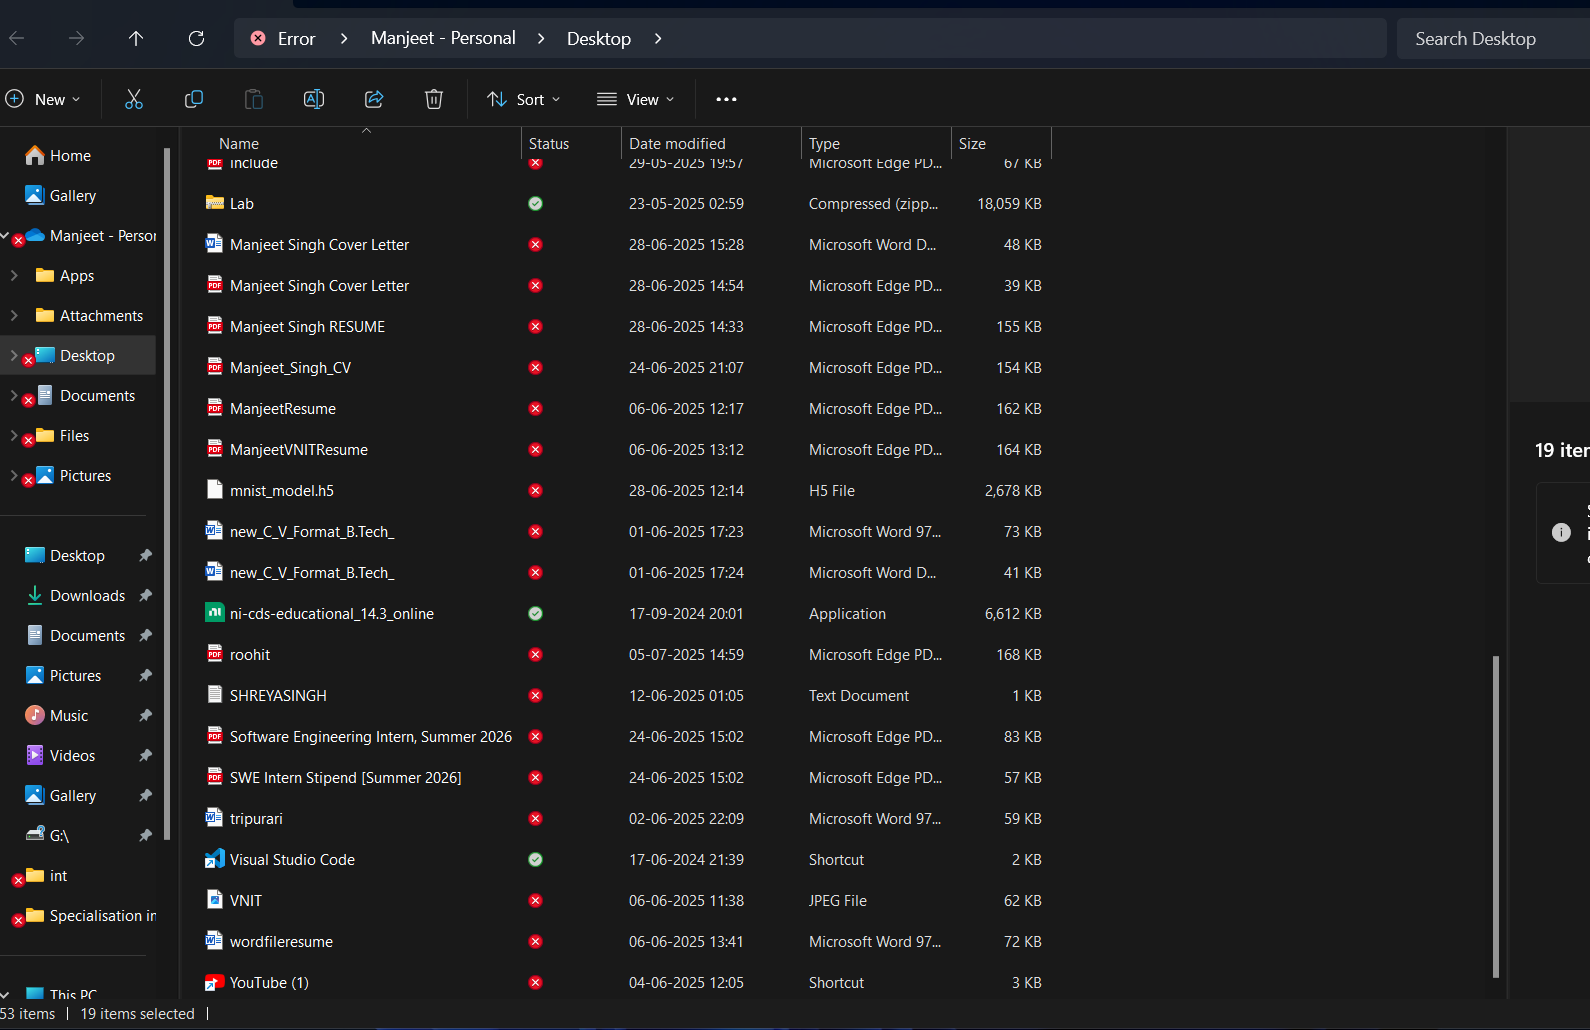 Error > Manjeet - Personal > Desktop >
Search Desktop
New
Sort
View
Name Status Date modified Type Size
Home
Gallery
Manjeet - Persor
Apps
Attachments
Desktop
Documents
Files
Pictures
Desktop
Downloads
Documents
Pictures
Music
Videos
Gallery
G:\
int
Specialisation in
This PC
include 29-05-2025 19:57 Microsoft Edge PD... 67 KB
Lab 23-05-2025 02:59 Compressed (zipp... 18,059 KB
Manjeet Singh Cover Letter 28-06-2025 15:28 Microsoft Word D... 48 KB
PDF Manjeet Singh Cover Letter 28-06-2025 14:54 Microsoft Edge PD... 39 KB
PDF Manjeet Singh RESUME 28-06-2025 14:33 Microsoft Edge PD... 155 KB
PDF Manjeet_Singh_CV 24-06-2025 21:07 Microsoft Edge PD... 154 KB
PDF ManjeetResume 06-06-2025 12:17 Microsoft Edge PD... 162 KB
PDF ManjeetVNITResume 06-06-2025 13:12 Microsoft Edge PD... 164 KB
mnist_model.h5 28-06-2025 12:14 H5 File 2,678 KB
new_C_V_Format_B.Tech_ 01-06-2025 17:23 Microsoft Word 97... 73 KB
new_C_V_Format_B.Tech_ 01-06-2025 17:24 Microsoft Word D... 41 KB
ni-cds-educational_14.3_online 17-09-2024 20:01 Application 6,612 KB
PDF roohit 05-07-2025 14:59 Microsoft Edge PD... 168 KB
SHREYASINGH 12-06-2025 01:05 Text Document 1 KB
PDF Software Engineering Intern, Summer 2026 24-06-2025 15:02 Microsoft Edge PD... 83 KB
PDF SWE Intern Stipend [Summer 2026] 24-06-2025 15:02 Microsoft Edge PD... 57 KB
tripurari 02-06-2025 22:09 Microsoft Word 97... 59 KB
Visual Studio Code 17-06-2024 21:39 Shortcut 2 KB
VNIT 06-06-2025 11:38 JPEG File 62 KB
wordfileresume 06-06-2025 13:41 Microsoft Word 97... 72 KB
YouTube (1) 04-06-2025 12:05 Shortcut 3 KB
19 iter
53 items | 19 items selected |